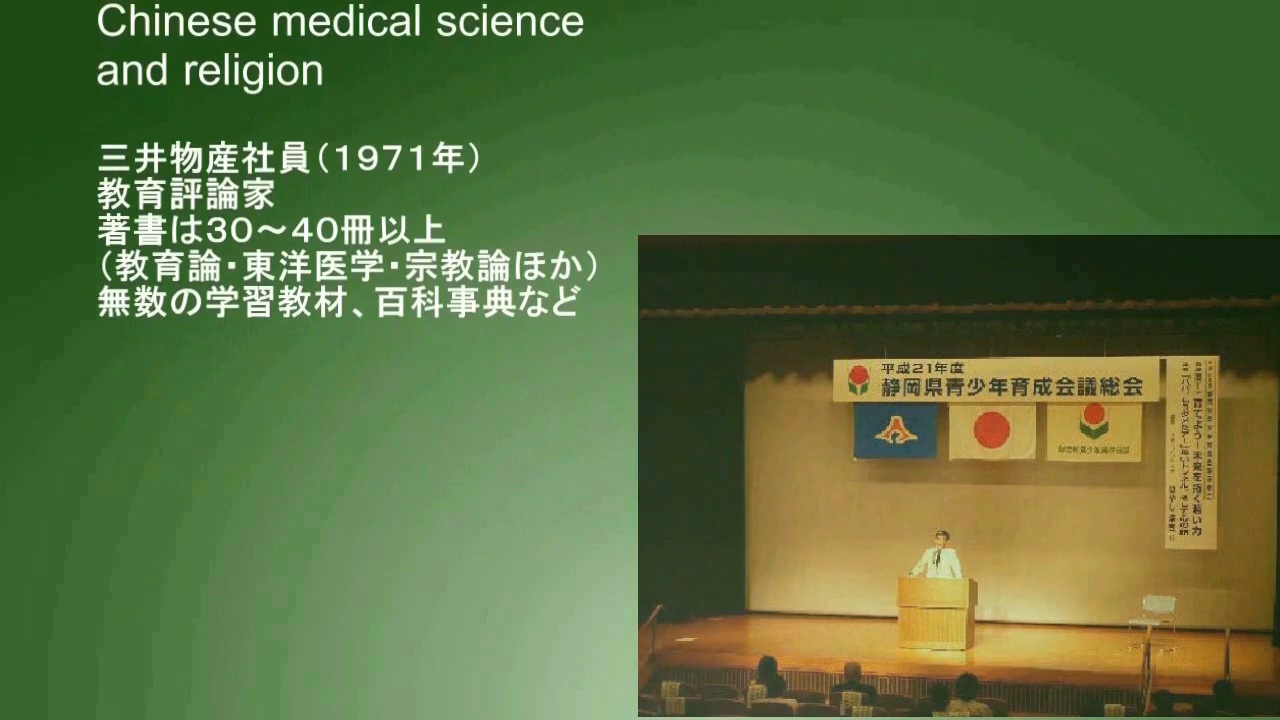 Chinese medical science
and religion
三井物産社員（１９７１年）
教育評論家
著書は３０～４０冊以上
（教育論・東洋医学・宗教論ほか）
無数の学習教材、百科事典など
平成21年度
静岡県青少年育成会議総会